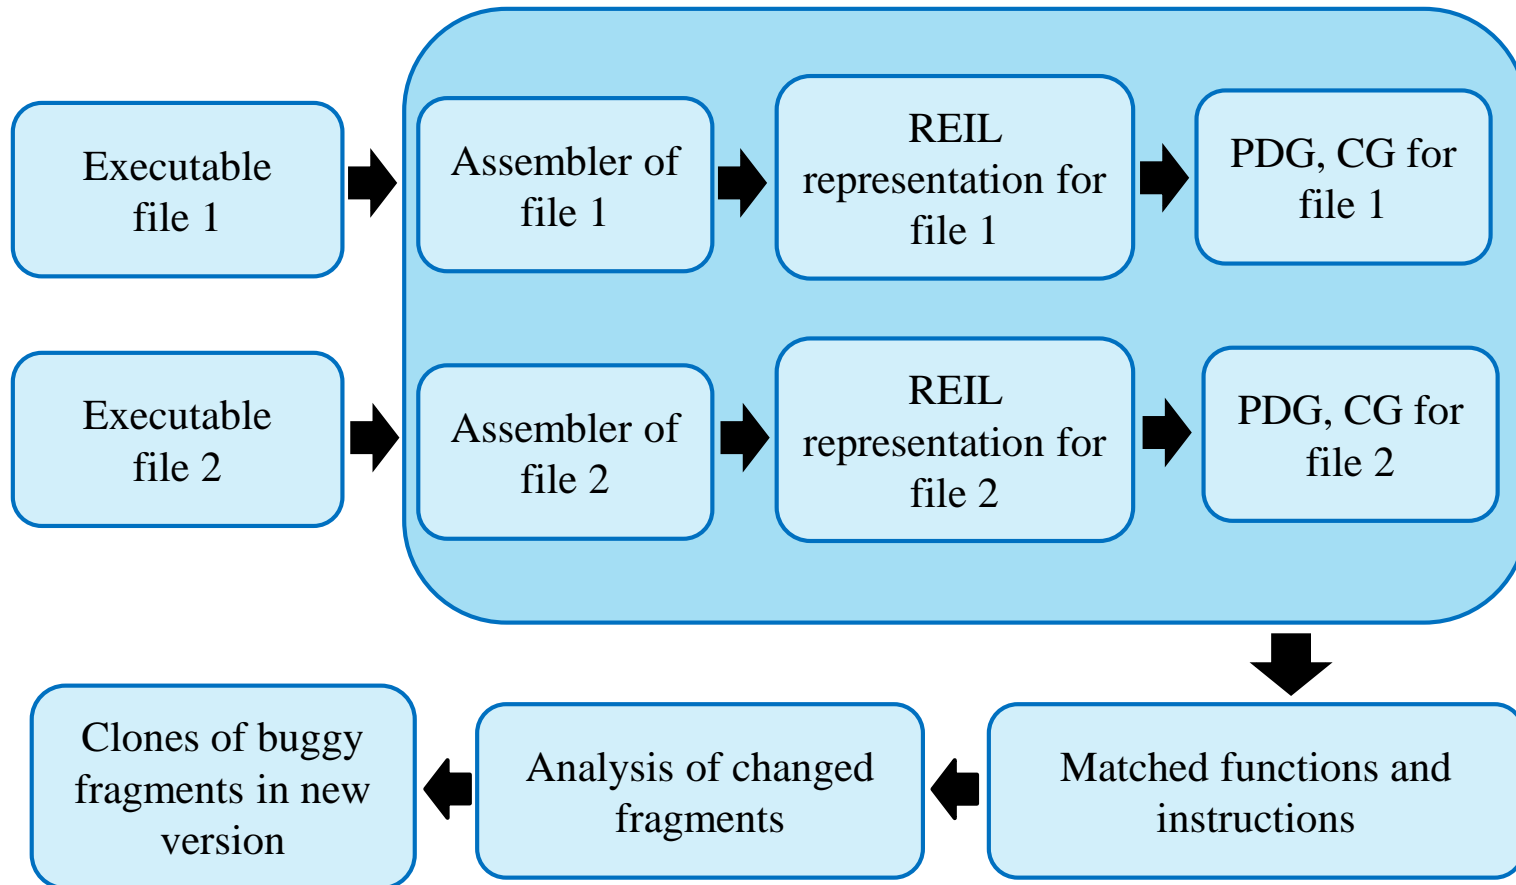 Executable
file 1
Assembler of
file 1
REIL
representation for
file 1
PDG, CG for
file 1
Executable
file 2
Assembler of
file 2
REIL
representation for
file 2
PDG, CG for
file 2
Clones of buggy
fragments in new
version
Analysis of changed
fragments
Matched functions and
instructions